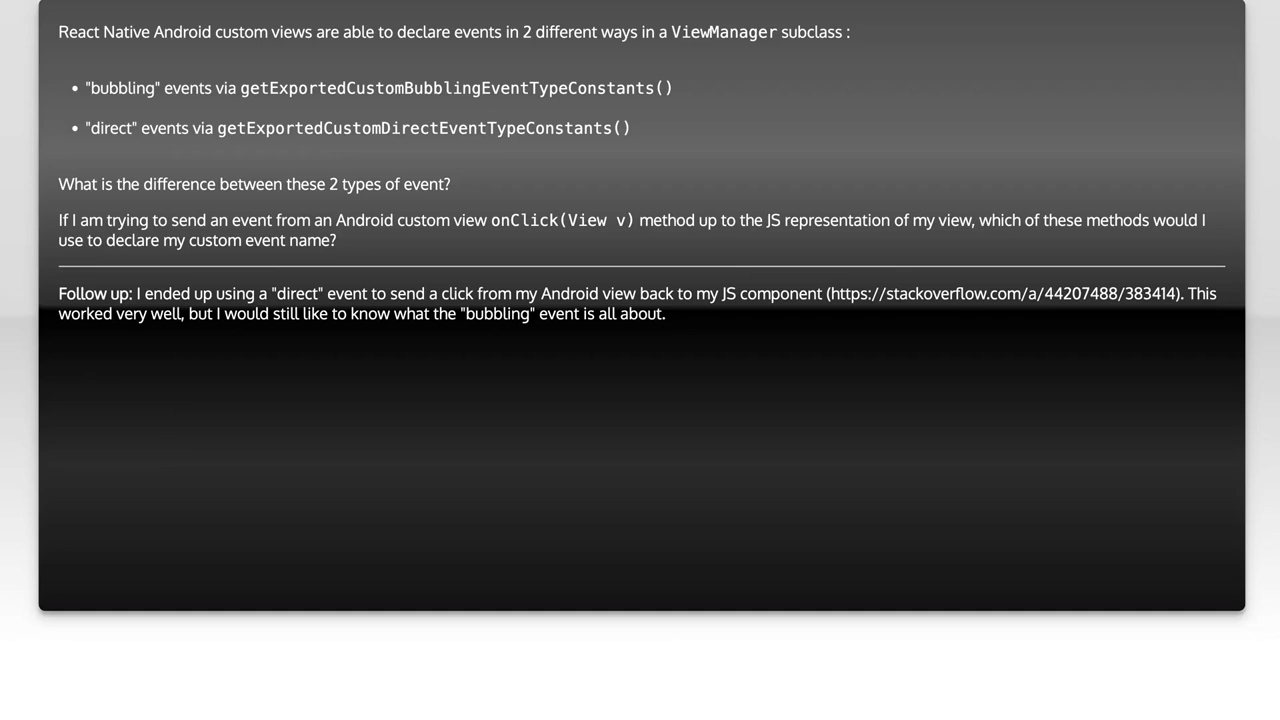 React Native Android custom views are able to declare events in 2 different ways in a ViewManager subclass :
• "bubbling" events via getExportedCustomBubblingEventTypeConstants()
• "direct" events via getExportedCustomDirectEventTypeConstants()
What is the difference between these 2 types of event?
If I am trying to send an event from an Android custom view onClick(View v) method up to the JS representation of my view, which of these methods would I
use to declare my custom event name?
Follow up: I ended up using a "direct" event to send a click from my Android view back to my JS component (https://stackoverflow.com/a/44207488/383414). This
worked very well, but I would still like to know what the "bubbling" event is all about.